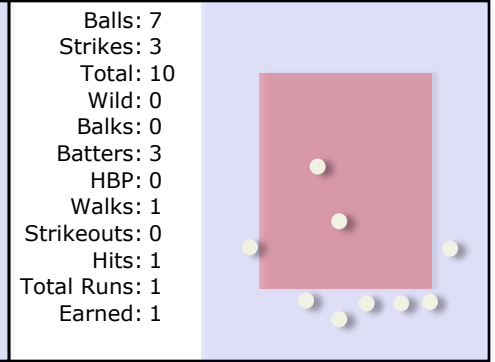 Balls: 7
Strikes: 3
Total: 10
Wild: 0
Balks: 0
Batters: 3
HBP: 0
Walks: 1
Strikeouts: 0
Hits: 1
Total Runs: 1
Earned: 1